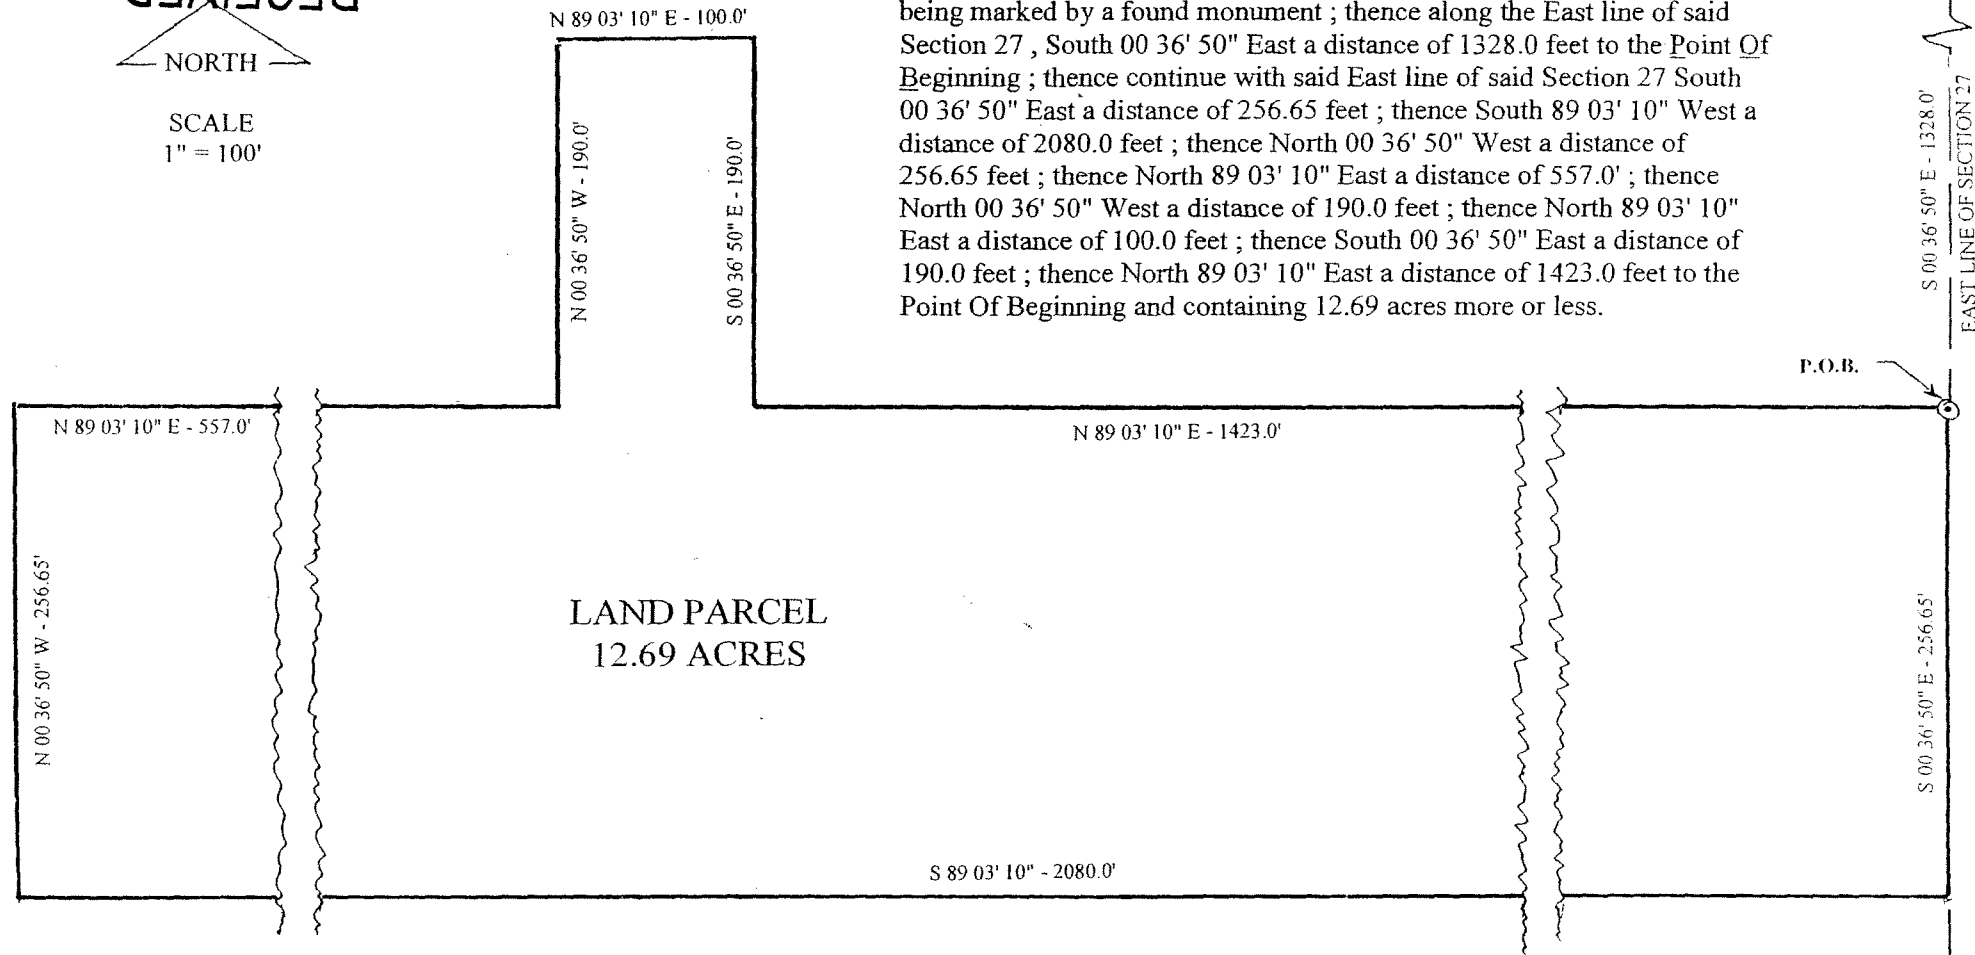 N 89 03' 10" E - 100.0'
NORTH
SCALE
1" = 100'
being marked by a found monument ; thence along the East line of said
Section 27 , South 00 36' 50" East a distance of 1328.0 feet to the Point Of
Beginning ; thence continue with said East line of said Section 27 South
00 36' 50" East a distance of 256.65 feet ; thence South 89 03' 10" West a
distance of 2080.0 feet ; thence North 00 36' 50" West a distance of
256.65 feet ; thence North 89 03' 10" East a distance of 557.0' ; thence
North 00 36' 50" West a distance of 190.0 feet ; thence North 89 03' 10"
East a distance of 100.0 feet ; thence South 00 36' 50" East a distance of
190.0 feet ; thence North 89 03' 10" East a distance of 1423.0 feet to the
Point Of Beginning and containing 12.69 acres more or less.
N 00 36' 50" W - 190.0'
S 00 36' 50" E - 190.0'
S 00 36' 50" E - 1328.0'
EAST LINE OF SECTION 27
P.O.B.
N 89 03' 10" E - 557.0'
N 89 03' 10" E - 1423.0'
N 00 36' 50" W - 256.65'
LAND PARCEL
12.69 ACRES
S 00 36' 50" E - 256.65'
S 89 03' 10" - 2080.0'